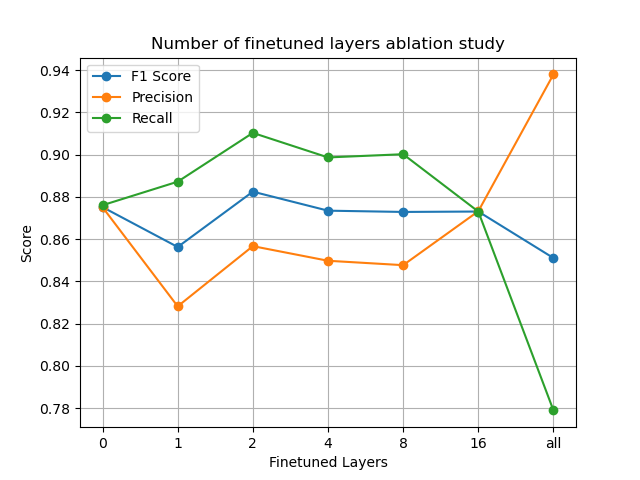 Number of finetuned layers ablation study
F1 Score
Precision
Recall
0.94
0.92
0.90
0.88
0.86
0.84
0.82
0.80
0.78
Score
0 1 2 4 8 16 all
Finetuned Layers